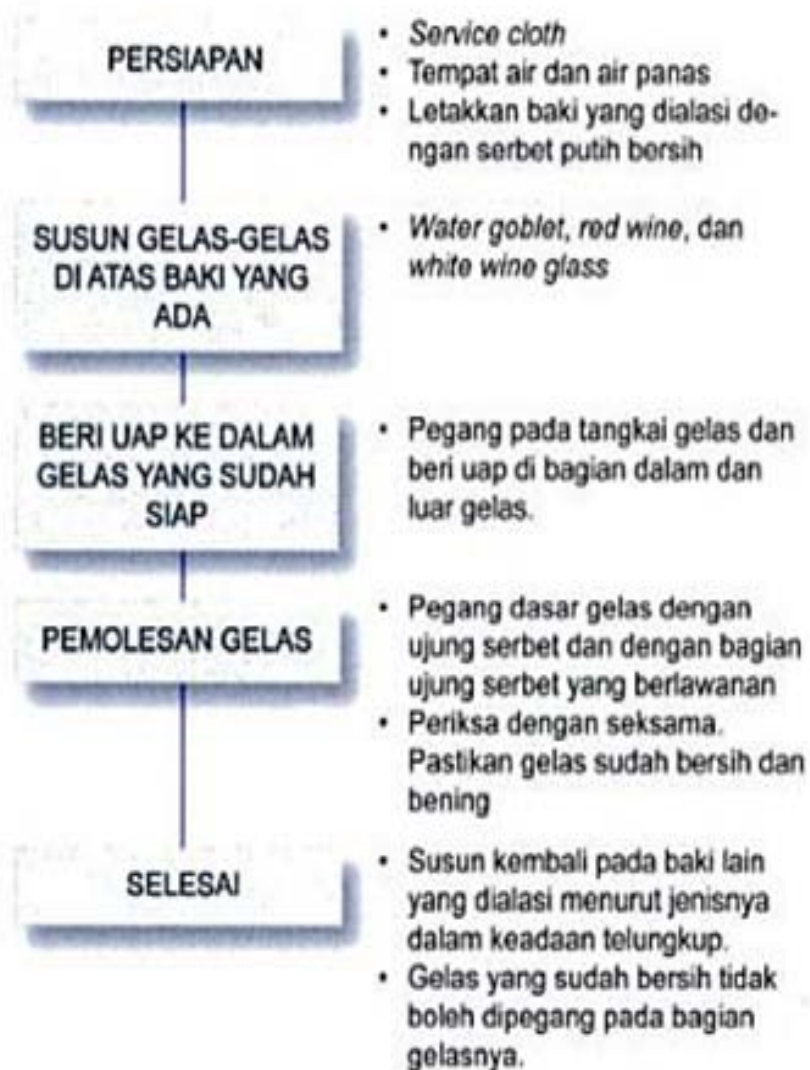 PERSIAPAN
• Service cloth
• Tempat air dan air panas
• Letakkan baki yang dialasi de-
ngan serbet putih bersih
SUSUN GELAS-GELAS
DI ATAS BAKI YANG
ADA
• Water goblet, red wine, dan
white wine glass
BERI UAP KE DALAM
GELAS YANG SUDAH
SIAP
• Pegang pada tangkai gelas dan
beri uap di bagian dalam dan
luar gelas.
PEMOLESAN GELAS
• Pegang dasar gelas dengan
ujung serbet dan dengan bagian
ujung serbet yang berlawanan
• Periksa dengan seksama.
Pastikan gelas sudah bersih dan
bening
SELESAI
• Susun kembali pada baki lain
yang dialasi menurut jenisnya
dalam keadaan telungkup.
• Gelas yang sudah bersih tidak
boleh dipegang pada bagian
gelasnya.